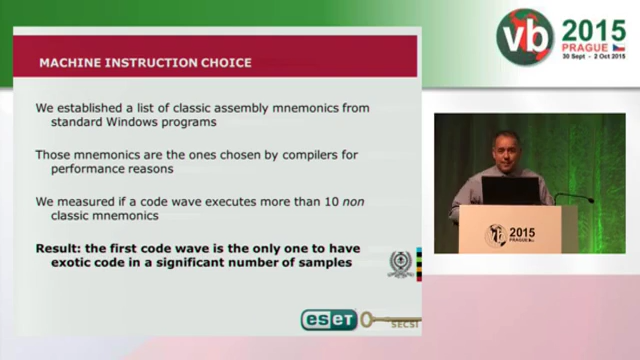 MACHINE INSTRUCTION CHOICE
We established a list of classic assembly mnemonics from
standard Windows programs
Those mnemonics are the ones chosen by compilers for
performance reasons
We measured if a code wave executes more than 10 non
classic mnemonics
Result: the first code wave is the only one to have
exotic code in a significant number of samples
eseT
SECSI
vb
2015
PRAGUE
30 Sept - 2 Oct 2015
2015
PRAGUE